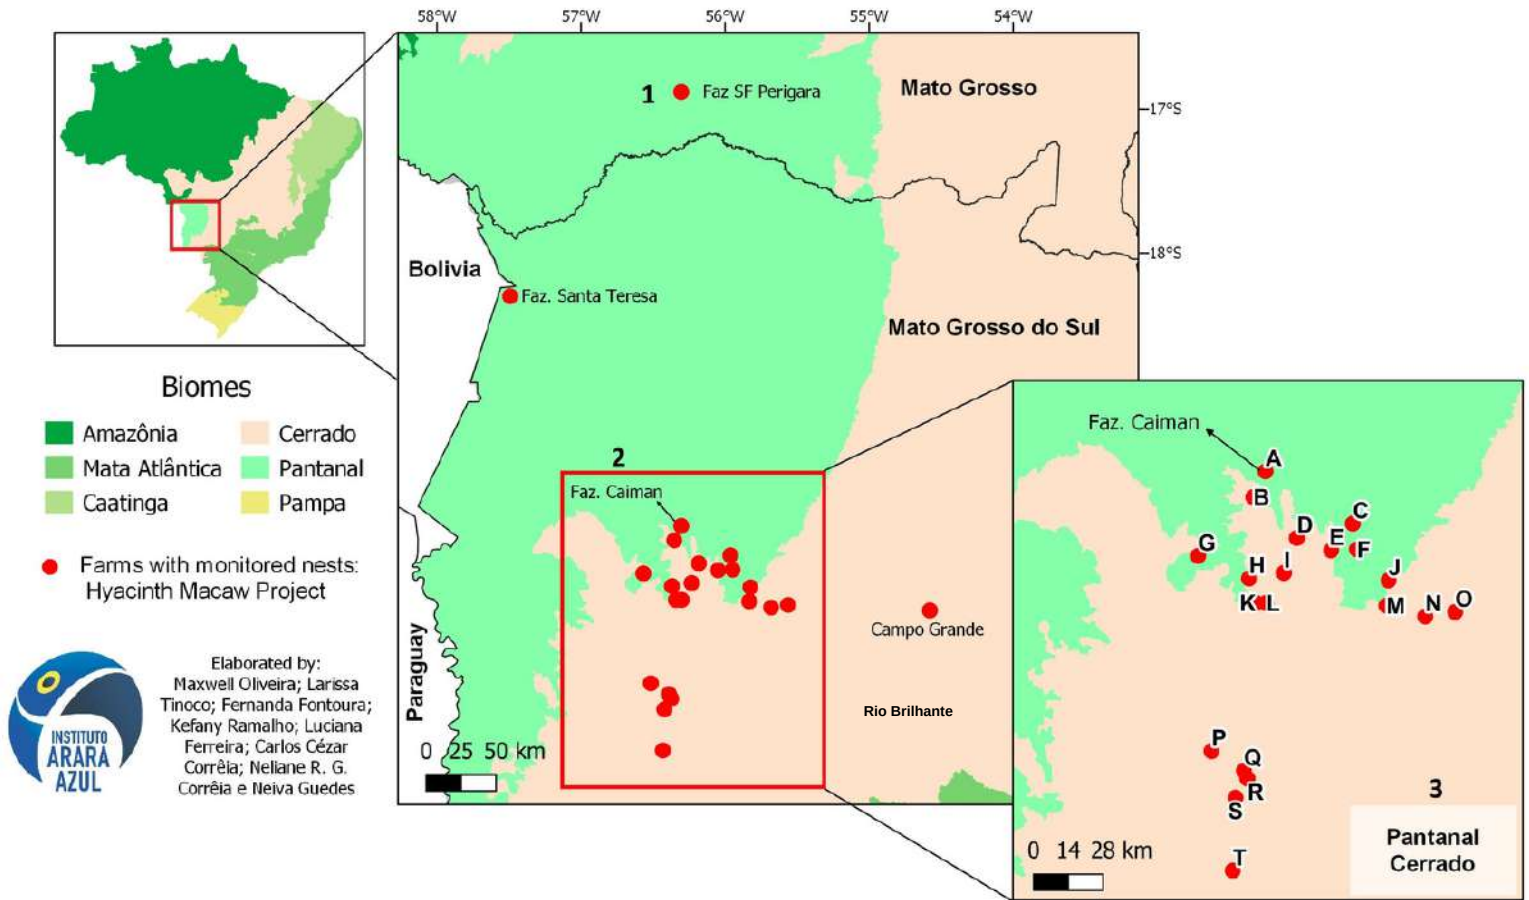 58°W
57°W
56°W
55°W
54°W
17°S
18°S
1
Faz SF Perigara
Mato Grosso
Bolivia
Faz. Santa Teresa
Mato Grosso do Sul
2
Faz. Caiman
Campo Grande
Rio Brilhante
Paraguay
0 25 50 km
Biomes
Amazônia
Cerrado
Mata Atlântica
Pantanal
Caatinga
Pampa
Farms with monitored nests:
Hyacinth Macaw Project
INSTITUTO
ARARA
AZUL
Elaborated by:
Maxwell Oliveira; Larissa
Tinoco; Fernanda Fontoura;
Kefany Ramalho; Luciana
Ferreira; Carlos Cézar
Corrêia; Neliane R. G.
Corrêia e Neiva Guedes
Faz. Caiman
A
B
C
D
E
F
G
H
I
J
K
L
M
N
O
P
Q
R
S
T
3
Pantanal
Cerrado
0 14 28 km